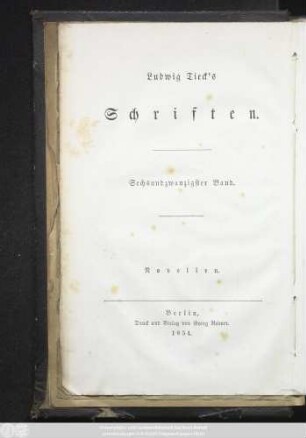 Ludwig Tieck's
Schriften.
Sechsundzwanzigster Band.
Novellen.
Berlin,
Druck und Verlag von Georg Reimer.
1854.